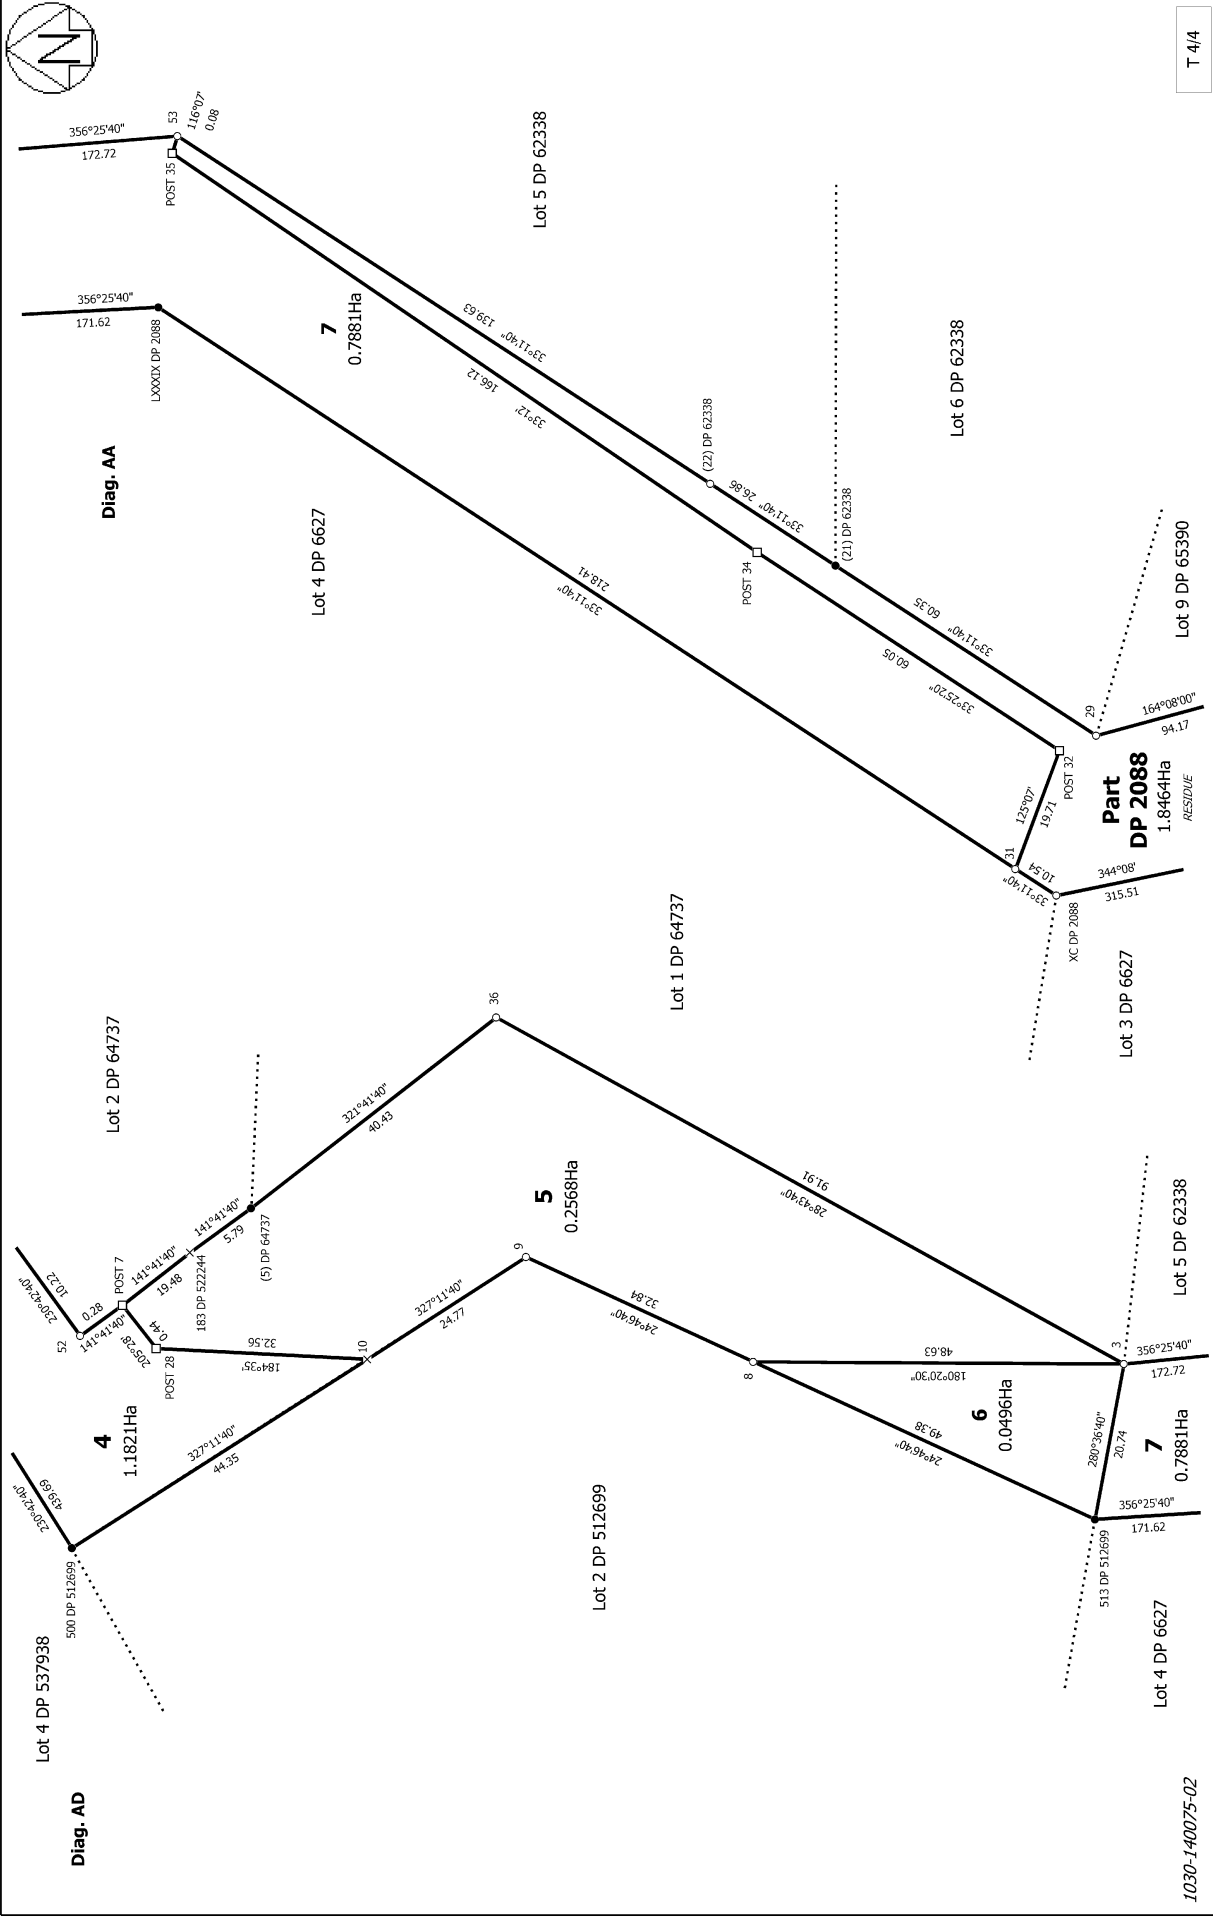 N
T 4/4
Diag. AD
Lot 4 DP 537938
500 DP 512699
230°42'40"
439.69
4
1.1821Ha
327°11'40"
44.35
52
230°42'40"
10.22
141°41'40"
0.28
POST 7
205°28'
0.44
POST 28
184°35'
32.56
141°41'40"
19.48
183 DP 522244
141°41'40"
5.79
(5) DP 64737
Lot 2 DP 64737
321°41'40"
40.43
36
10
327°11'40"
24.77
9
5
0.2568Ha
24°46'40"
32.84
8
28°43'40"
91.91
Lot 1 DP 64737
Lot 2 DP 512699
180°20'30"
48.63
24°46'40"
49.38
6
0.0496Ha
3
280°36'40"
20.74
513 DP 512699
356°25'40"
171.62
356°25'40"
172.72
7
0.7881Ha
Lot 4 DP 6627
Lot 5 DP 62338
1030-140075-02
Diag. AA
Lot 4 DP 6627
LXXXIX DP 2088
356°25'40"
171.62
356°25'40"
172.72
53
116°07'
0.08
POST 35
7
0.7881Ha
Lot 5 DP 62338
33°11'40"
139.63
33°12'
166.12
33°11'40"
218.41
(22) DP 62338
33°11'40"
26.86
(21) DP 62338
POST 34
Lot 6 DP 62338
33°11'40"
60.35
33°25'20"
60.05
29
Lot 9 DP 65390
164°08'00"
94.17
POST 32
125°07'
19.71
31
33°11'40"
10.54
XC DP 2088
344°08'
315.51
Part
DP 2088
1.8464Ha
RESIDUE
Lot 3 DP 6627